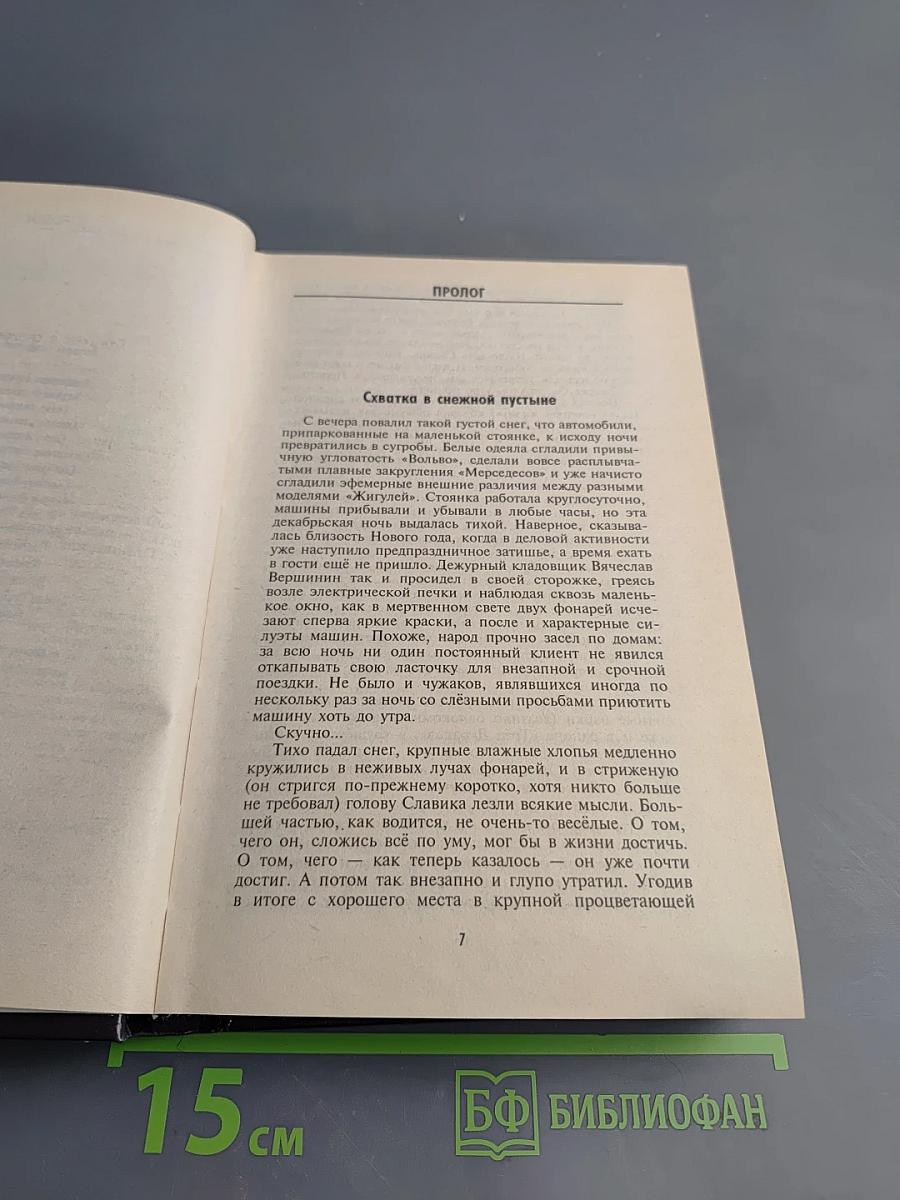 ПРОЛОГ
Схватка в снежной пустыне
С вечера повалил такой густой снег, что автомобили,
припаркованные на маленькой стоянке, к исходу ночи
превратились в сугробы. Белые одеяла сгладили привы-
чную угловатость «Вольво», сделали вовсе расплывча-
тыми плавные закругления «Мерседесов» и уже начисто
сгладили эфемерные внешние различия между разными
моделями «Жигулей». Стоянка работала круглосуточно,
машины прибывали и убывали в любые часы, но эта
декабрьская ночь выдалась тихой. Наверное, сказыва-
лась близость Нового года, когда в деловой активности
уже наступило предпраздничное затишье, а время ехать
в гости ещё не пришло. Дежурный кладовщик Вячеслав
Вершинин так и просидел в своей сторожке, греясь
возле электрической печки и наблюдая сквозь малень-
кое окно, как в мертвенном свете двух фонарей исче-
зают сперва яркие краски, а после и характерные си-
луэты машин. Похоже, народ прочно засел по домам:
за всю ночь ни один постоянный клиент не явился
откапывать свою ласточку для внезапной и срочной
поездки. Не было и чужаков, являвшихся иногда по
нескольку раз за ночь со слёзными просьбами приютить
машину хоть до утра.
Скучно...
Тихо падал снег, крупные влажные хлопья медленно
кружились в неживых лучах фонарей, и в стриженую
(он стригся по-прежнему коротко, хотя никто больше
не требовал) голову Славика лезли всякие мысли. Боль-
шей частью, как водится, не очень-то весёлые. О том,
чего он, сложись всё по уму, мог бы в жизни достичь.
О том, чего — как теперь казалось — он уже почти
достиг. А потом так внезапно и глупо утратил. Угодив
в итоге с хорошего места в крупной процветающей
7
15 см
БФ БИБЛИОФАН